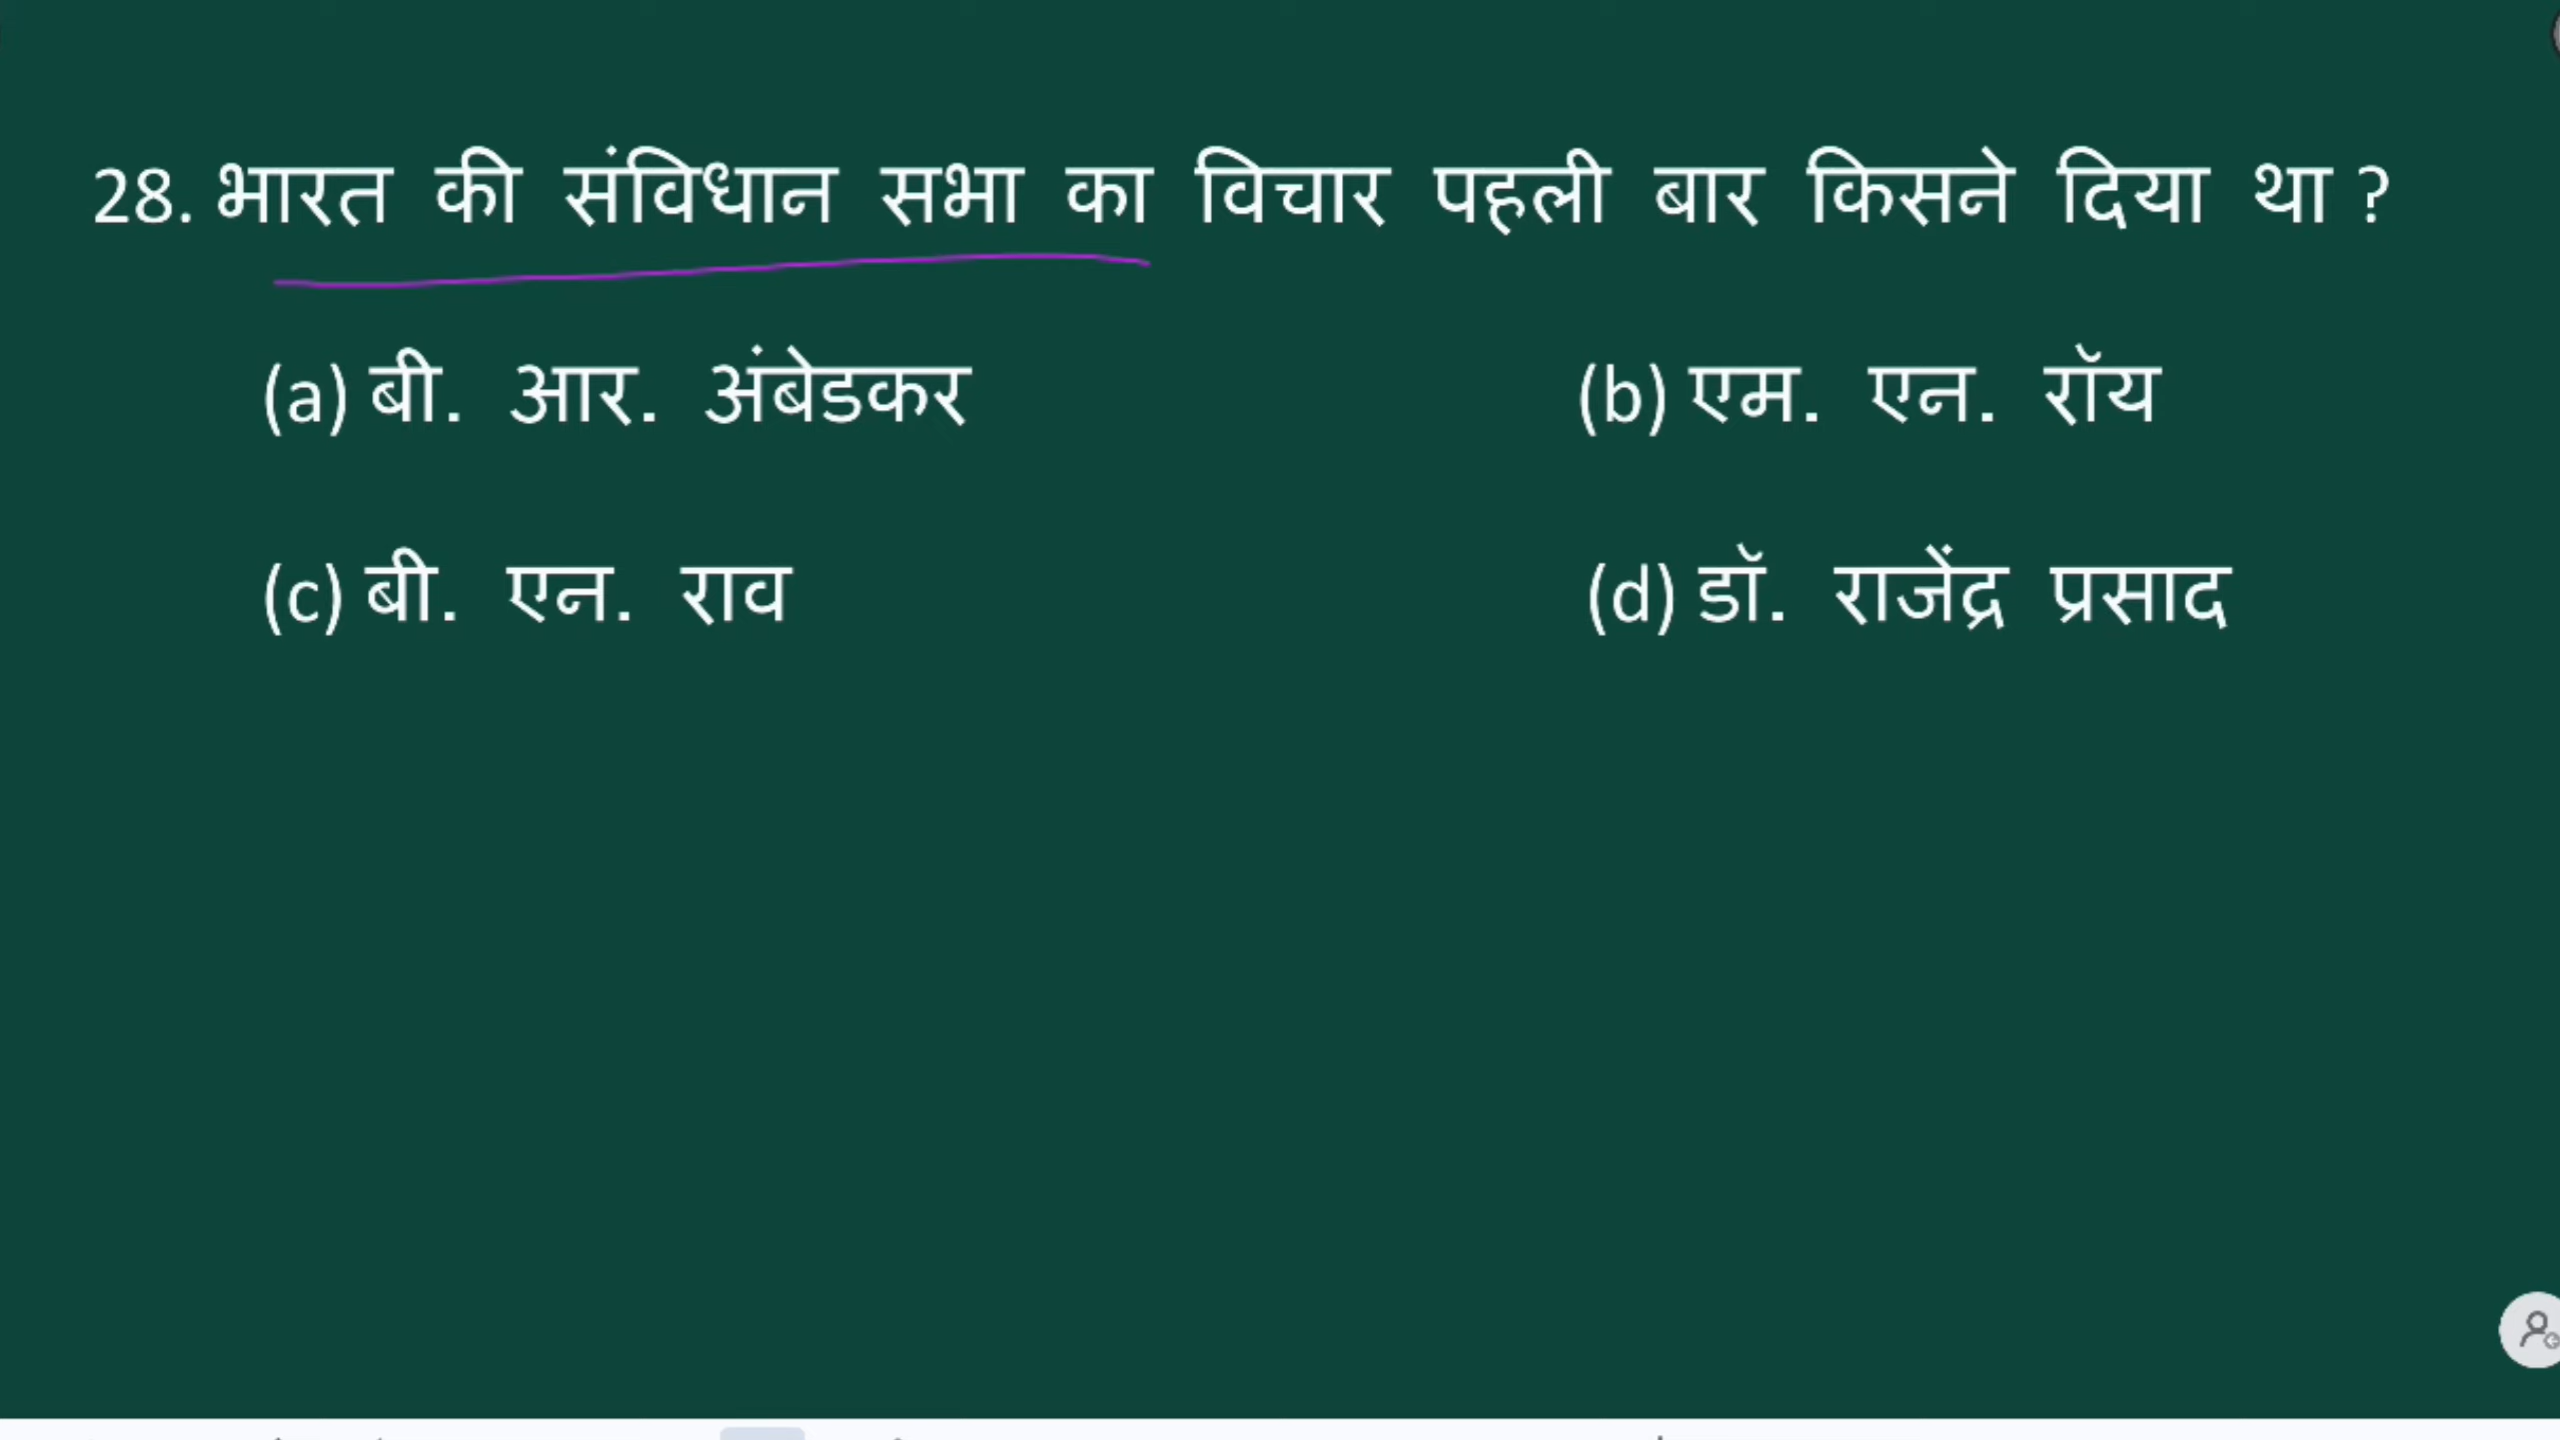 28. भारत की संविधान सभा का विचार पहली बार किसने दिया था ?
(a) बी. आर. अंबेडकर (b) एम. एन. रॉय
(c) बी. एन. राव (d) डॉ. राजेंद्र प्रसाद